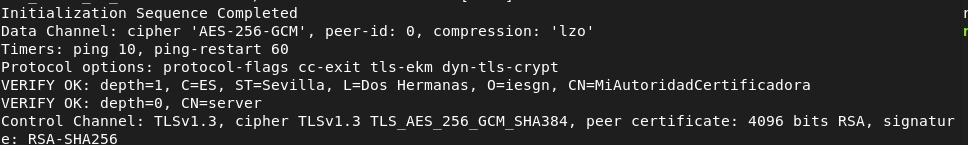 Initialization Sequence Completed
Data Channel: cipher 'AES-256-GCM', peer-id: 0, compression: 'lzo'
Timers: ping 10, ping-restart 60
Protocol options: protocol-flags cc-exit tls-ekm dyn-tls-crypt
VERIFY OK: depth=1, C=ES, ST=Sevilla, L=Dos Hermanas, O=iesgn, CN=MiAutoridadCertificadora
VERIFY OK: depth=0, CN=server
Control Channel: TLSv1.3, cipher TLSv1.3 TLS_AES_256_GCM_SHA384, peer certificate: 4096 bits RSA, signatur
e: RSA-SHA256